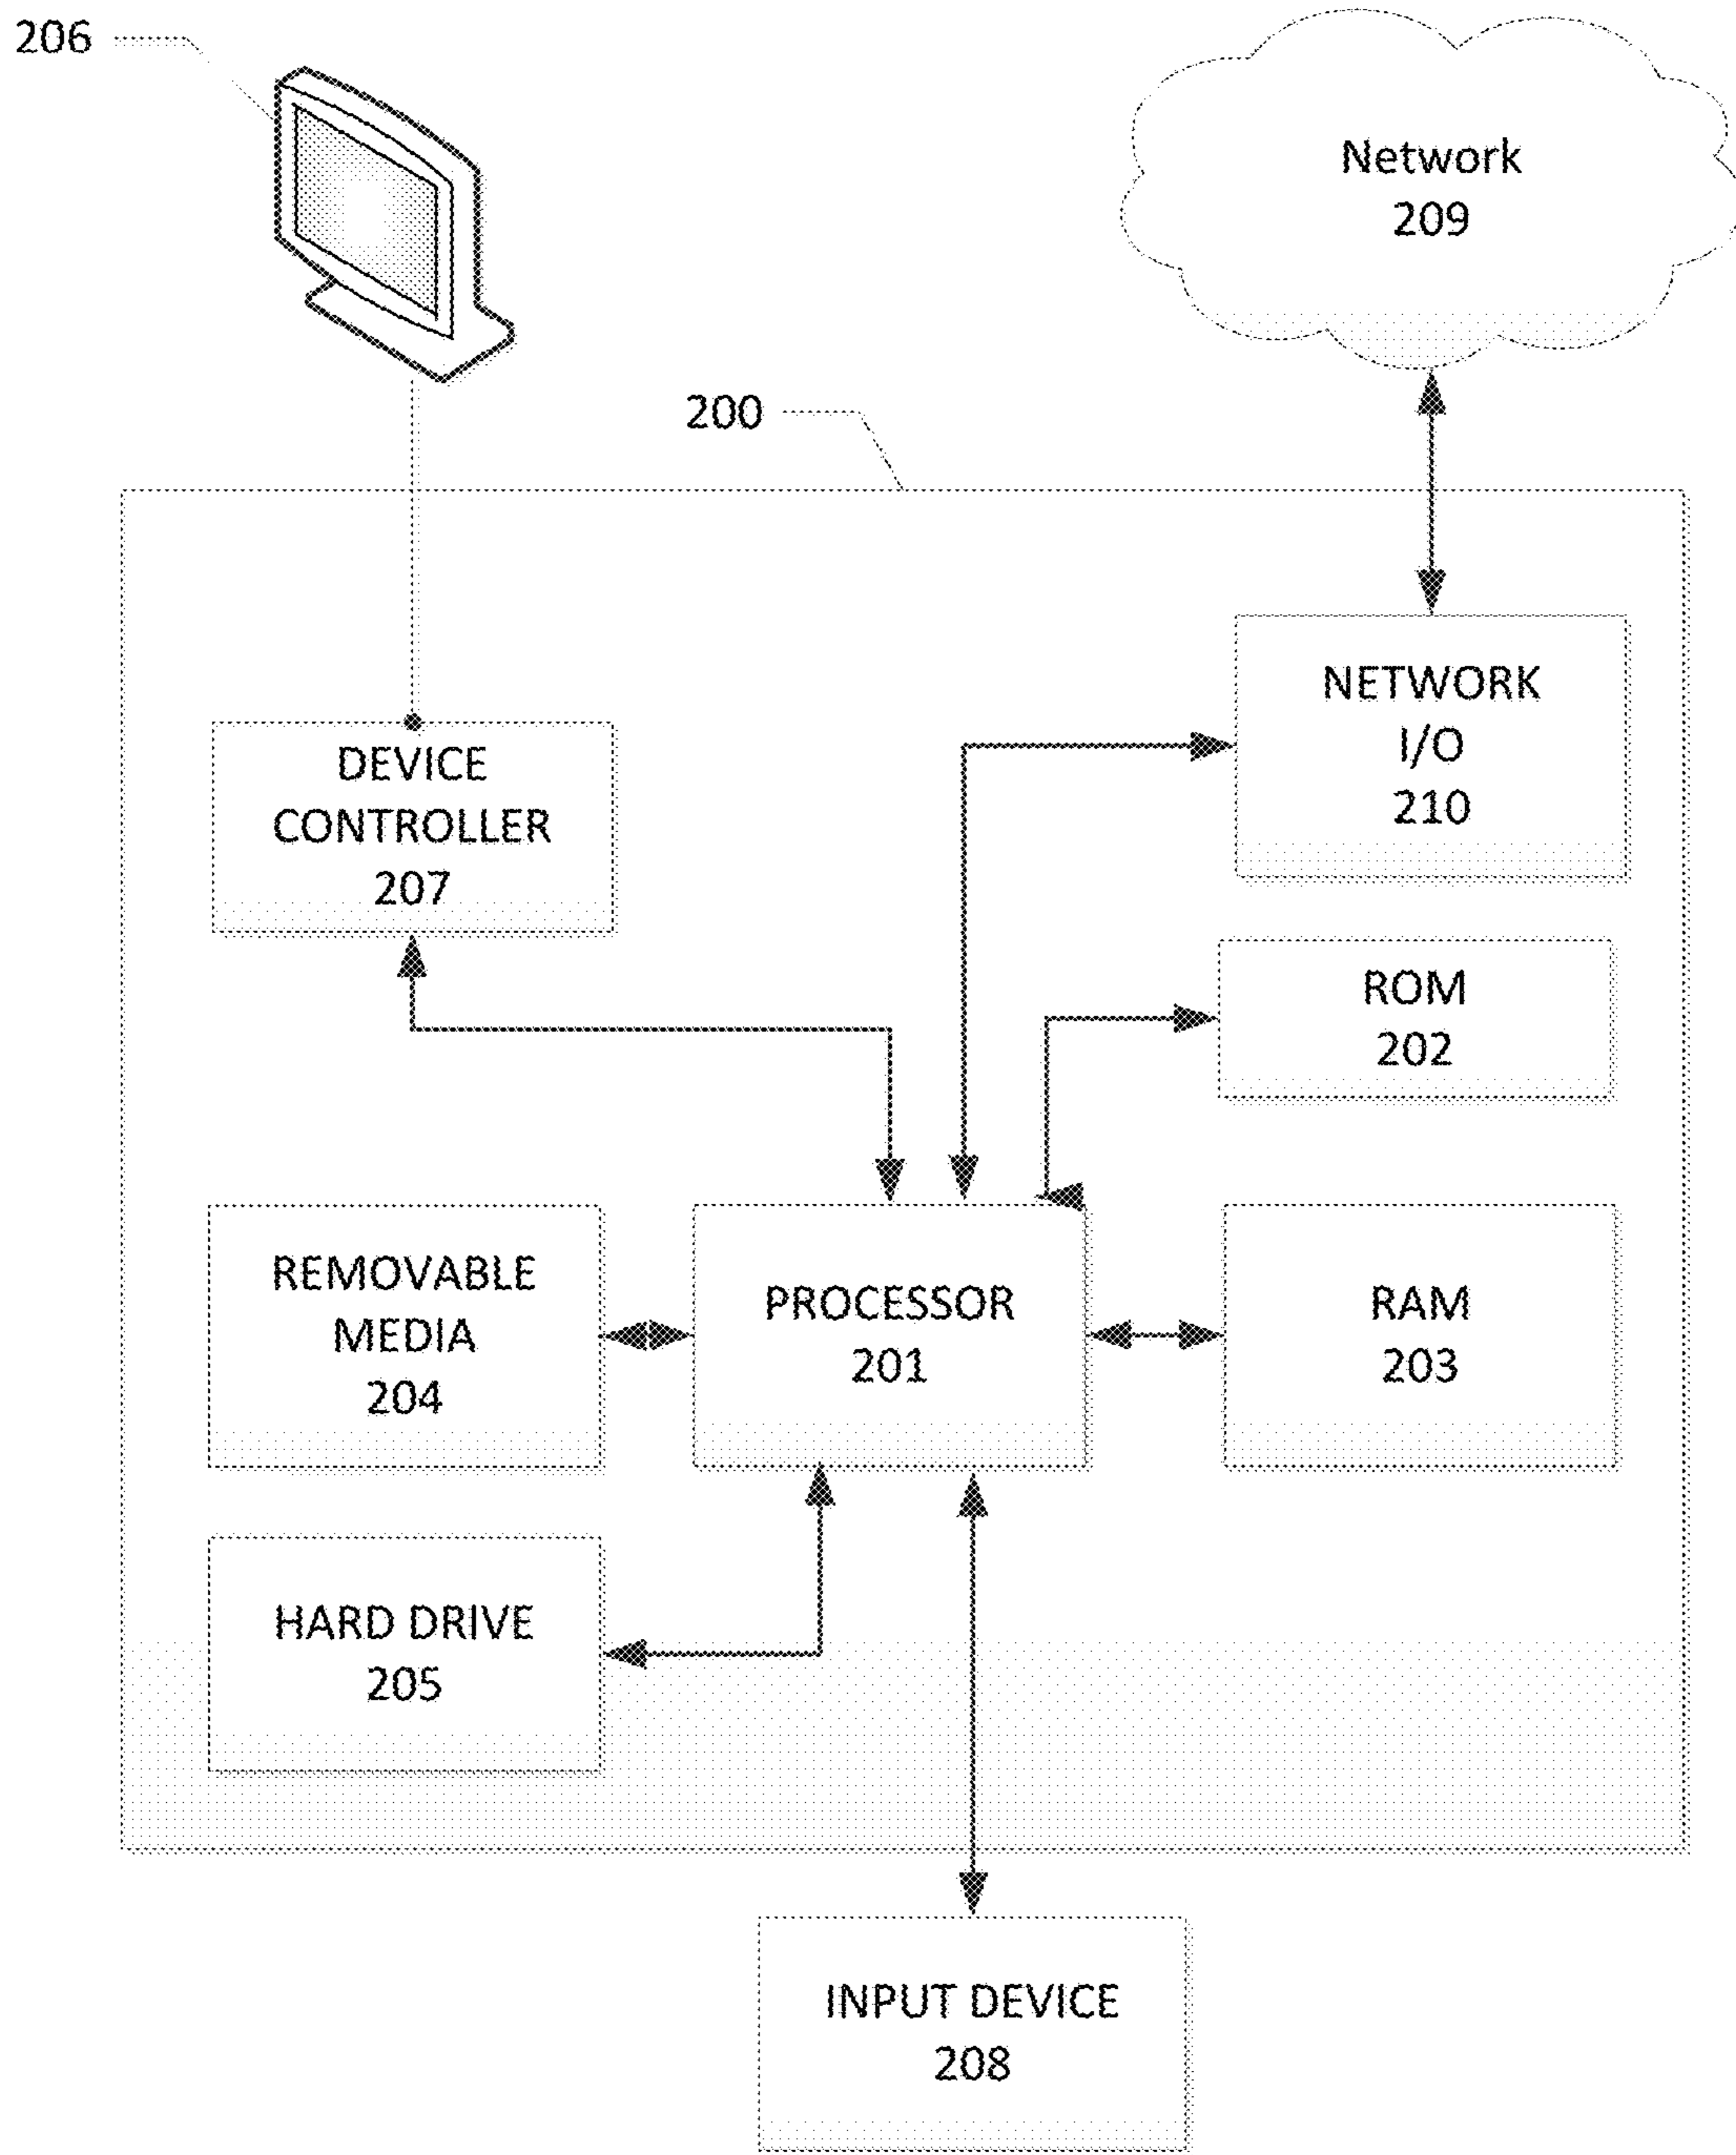 206
Network
209
200
NETWORK
I/O
210
DEVICE
CONTROLLER
207
ROM
202
REMOVABLE
MEDIA
204
PROCESSOR
201
RAM
203
HARD DRIVE
205
INPUT DEVICE
208